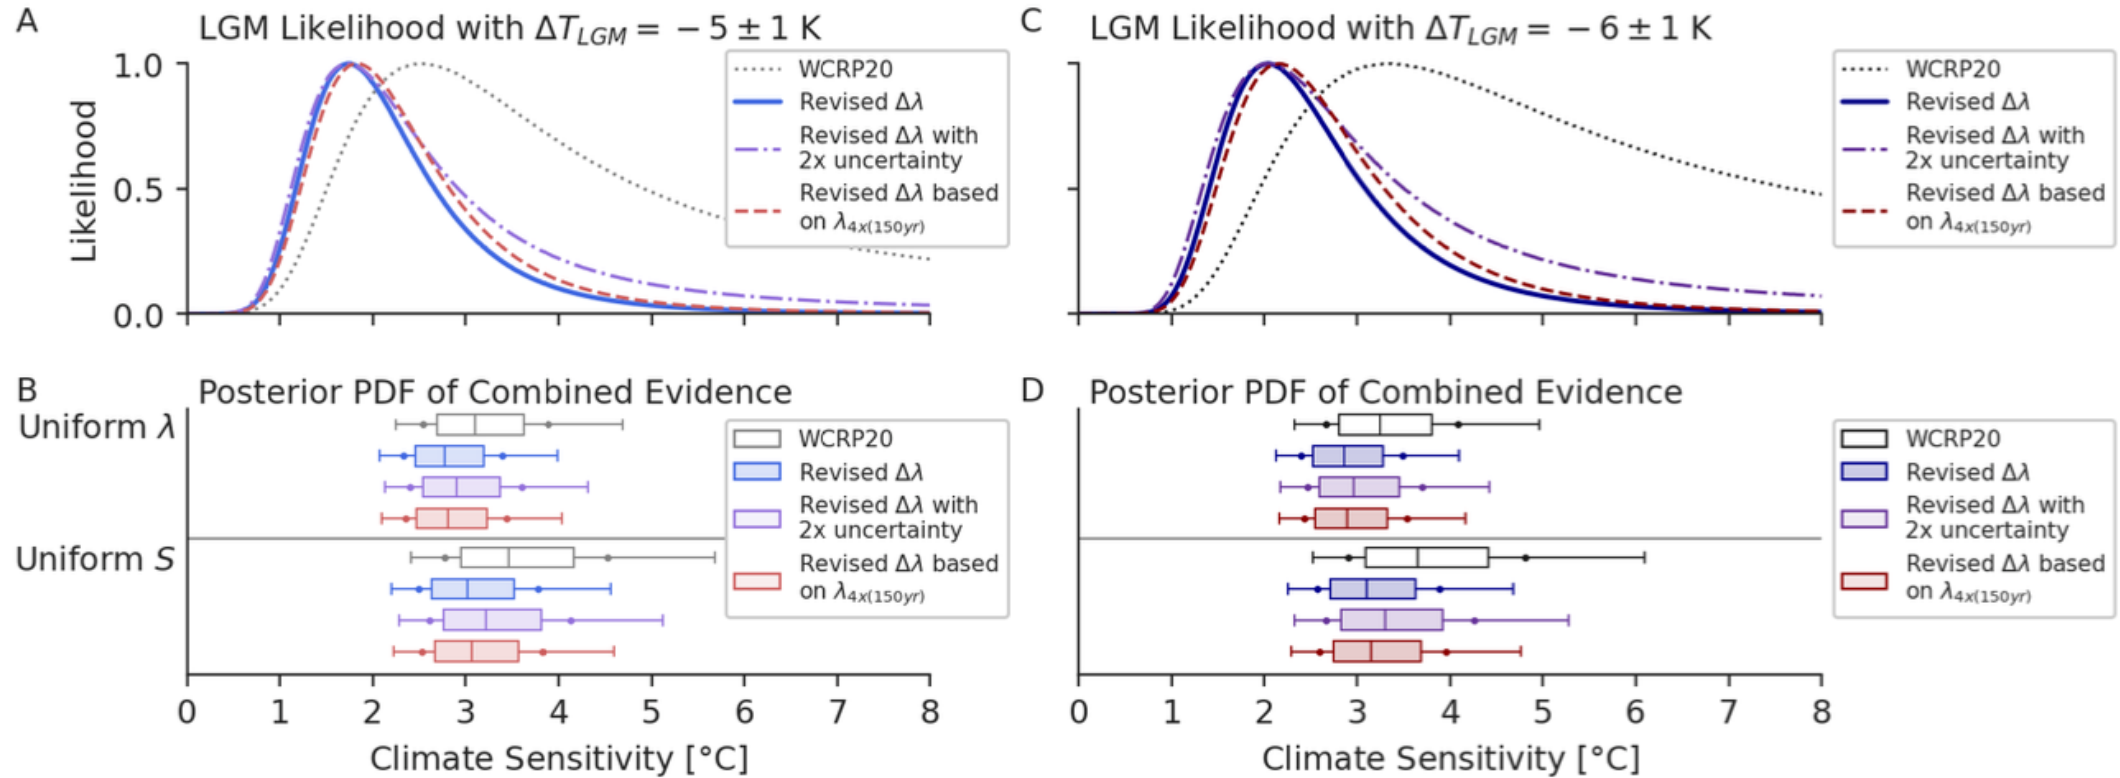 A
LGM Likelihood with ΔT_LGM = − 5 ± 1 K
Likelihood
1.0
0.5
0.0
WCRP20
Revised Δλ
Revised Δλ with
2x uncertainty
Revised Δλ based
on λ_4x(150yr)
C
LGM Likelihood with ΔT_LGM = − 6 ± 1 K
WCRP20
Revised Δλ
Revised Δλ with
2x uncertainty
Revised Δλ based
on λ_4x(150yr)
B
Posterior PDF of Combined Evidence
Uniform λ
Uniform S
WCRP20
Revised Δλ
Revised Δλ with
2x uncertainty
Revised Δλ based
on λ_4x(150yr)
0 1 2 3 4 5 6 7 8
Climate Sensitivity [°C]
D
Posterior PDF of Combined Evidence
WCRP20
Revised Δλ
Revised Δλ with
2x uncertainty
Revised Δλ based
on λ_4x(150yr)
0 1 2 3 4 5 6 7 8
Climate Sensitivity [°C]